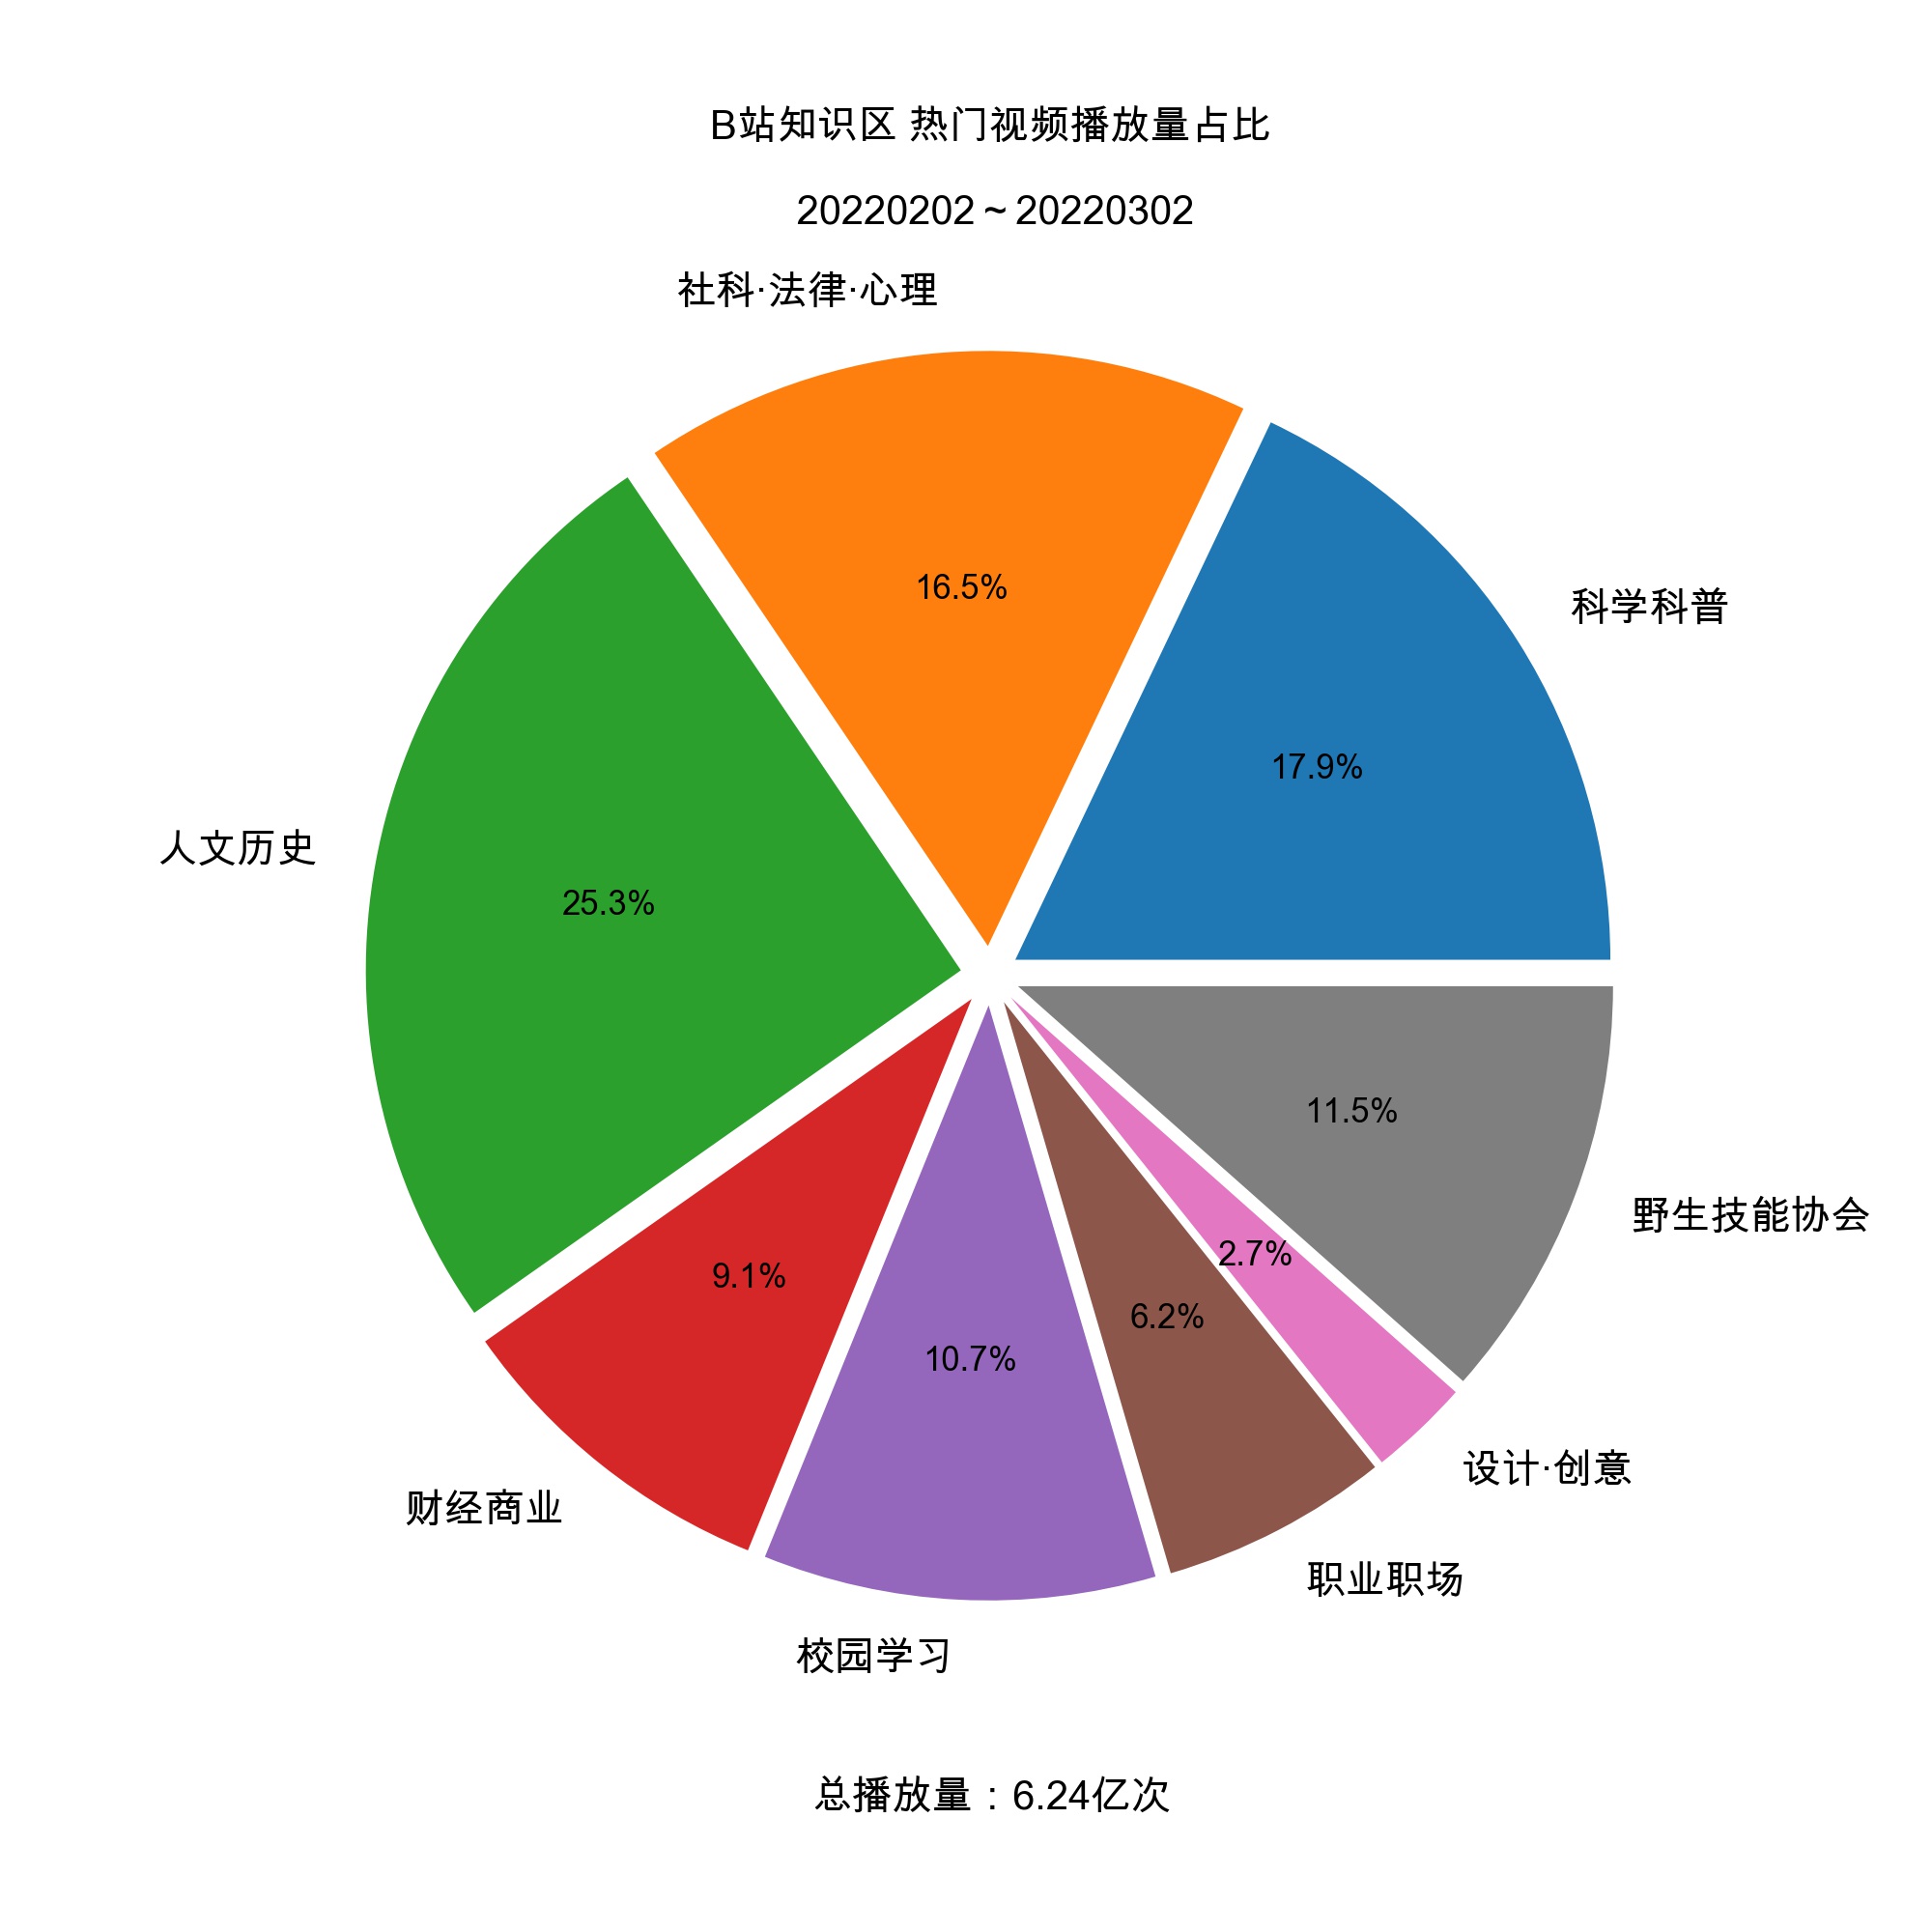 B站知识区 热门视频播放量占比
20220202 ~ 20220302
社科·法律·心理
16.5%
科学科普
17.9%
人文历史
25.3%
11.5%
野生技能协会
2.7%
9.1%
6.2%
10.7%
设计·创意
财经商业
职业职场
校园学习
总播放量：6.24亿次